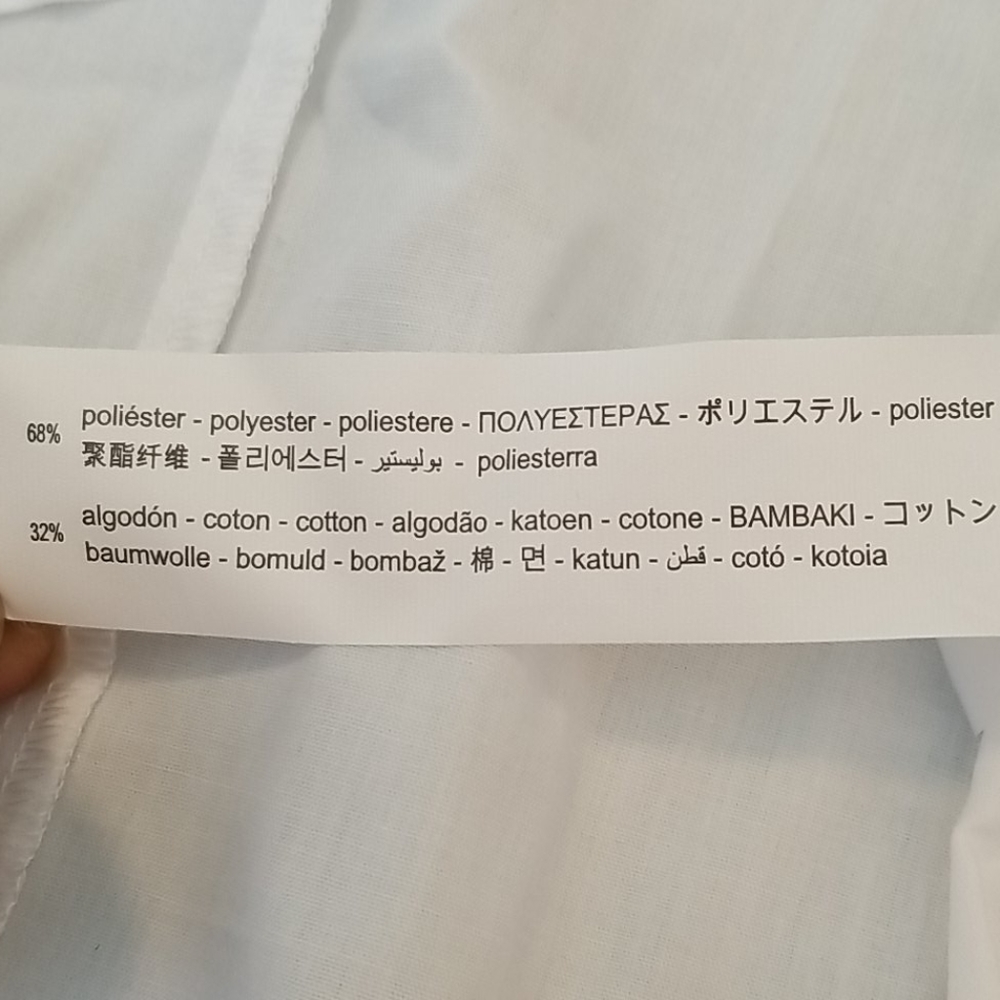 68% poliéster - polyester - poliestere - ΠΟΛΥΕΣΤΕΡΑΣ - ポリエステル - poliester
聚酯纤维 - 폴리에스터 - بوليستير - poliesterra
32% algodón - coton - cotton - algodão - katoen - cotone - BAMBAKI - コットン
baumwolle - bomuld - bombaž - 棉 - 면 - katun - قطن - cotó - kotoia